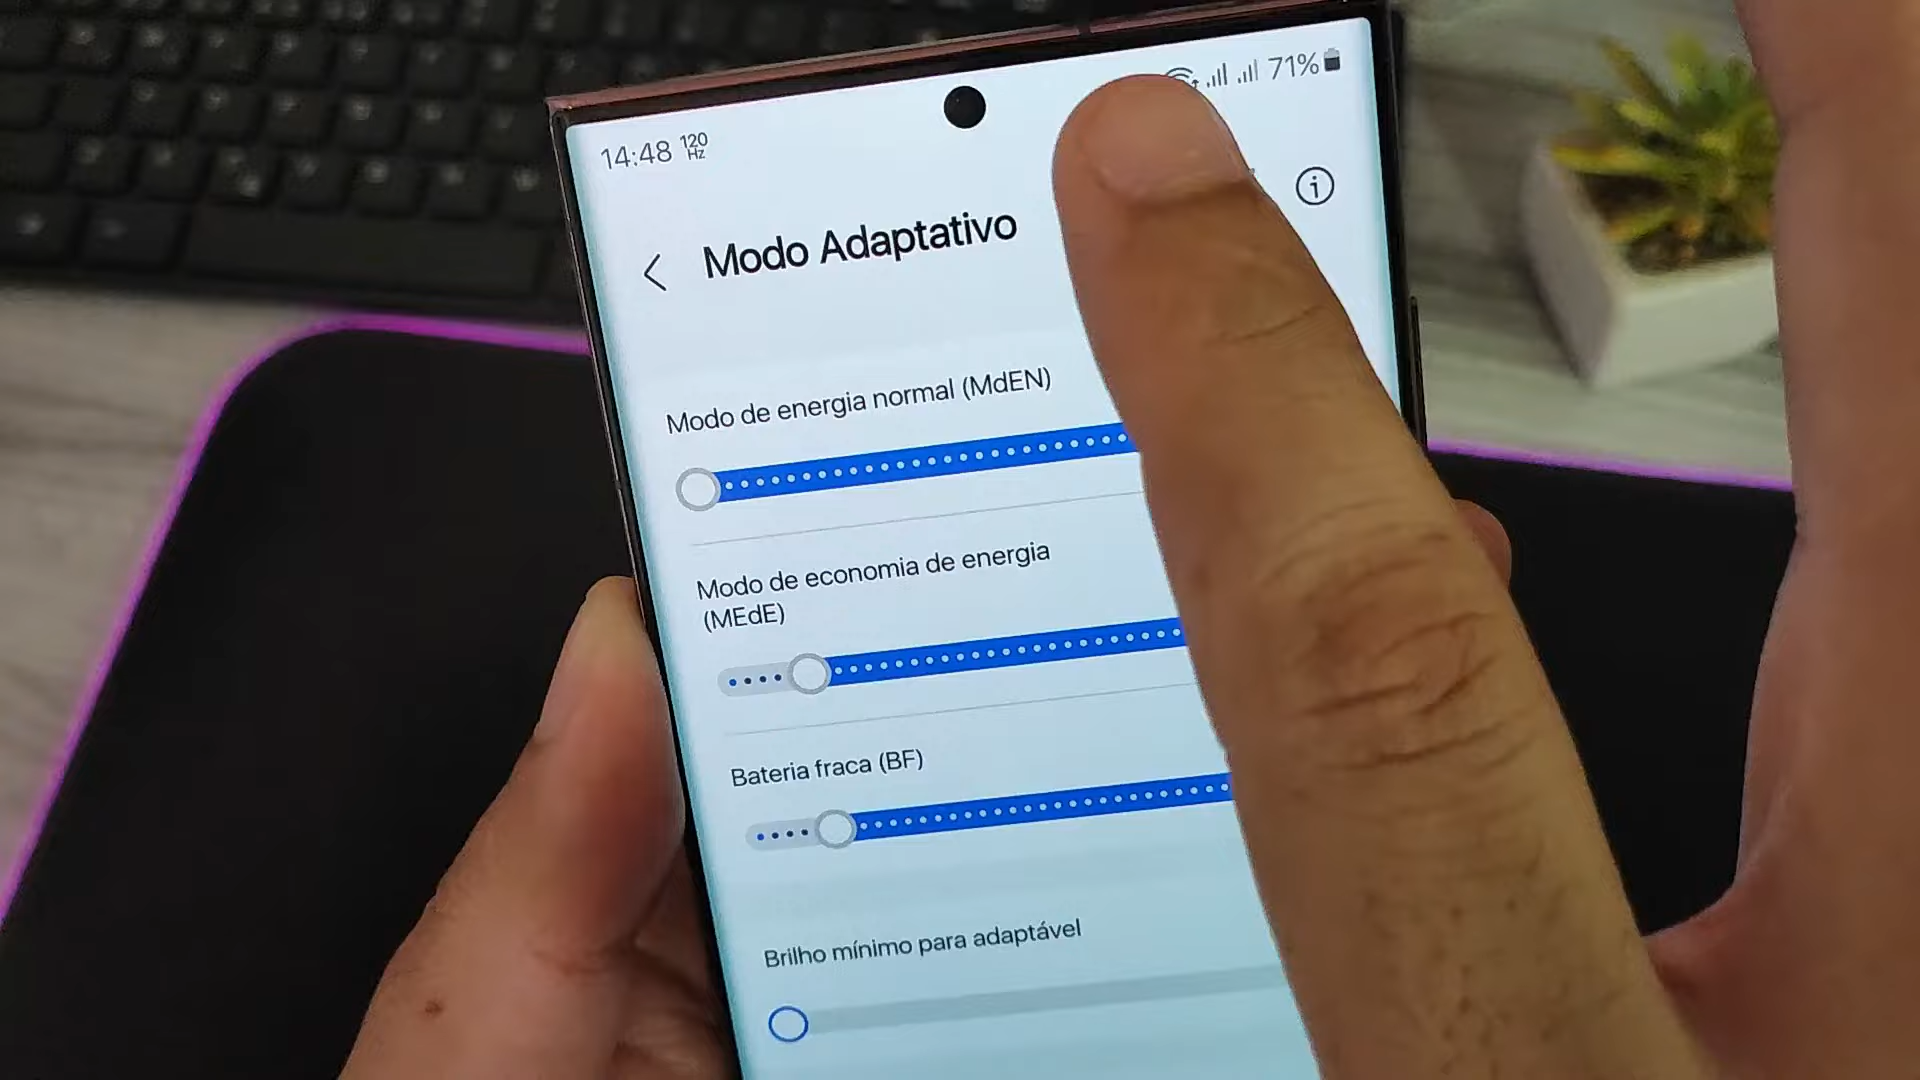 14:48 120 Hz 71%
Modo Adaptativo
Modo de energia normal (MdEN)
Modo de economia de energia
(MEdE)
Bateria fraca (BF)
Brilho mínimo para adaptável